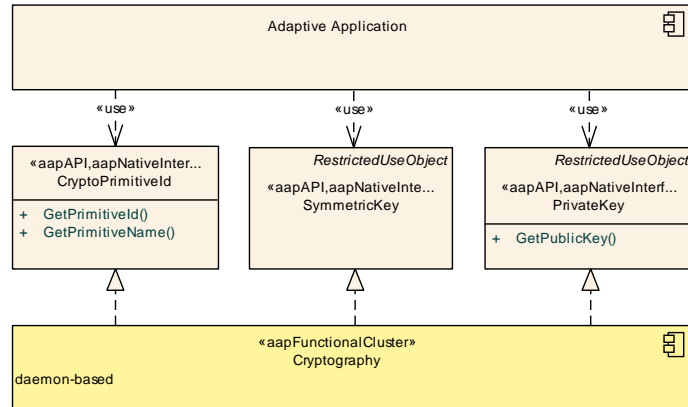 Adaptive Application
«use»
«use»
«use»
«aapAPI,aapNativeInter...
CryptoPrimitiveId
+ GetPrimitiveId()
+ GetPrimitiveName()
RestrictedUseObject
«aapAPI,aapNativeInte...
SymmetricKey
RestrictedUseObject
«aapAPI,aapNativeInterf...
PrivateKey
+ GetPublicKey()
«aapFunctionalCluster»
Cryptography
daemon-based